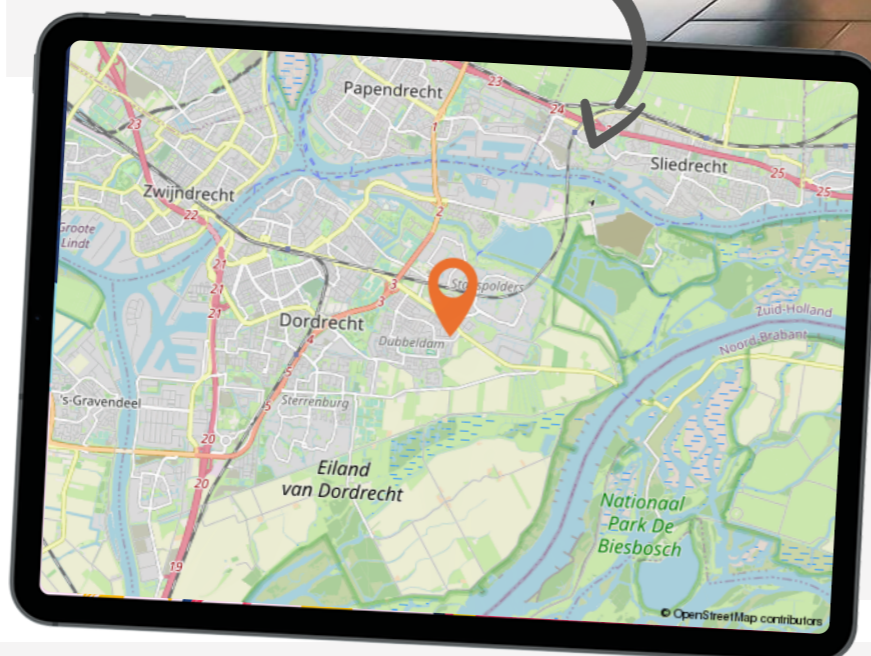 23
24
Papendrecht
23
1
Sliedrecht
25
25
Zwijndrecht
22
2
Groote
Lindt
21
21
21
3
3
Zuid-Holland
Noord-Brabant
Dordrecht
4
Dubbeldam
5
's-Gravendeel
5
Sterrenburg
20
20
Eiland
van Dordrecht
Nationaal
Park De
Biesbosch
19
© OpenStreetMap contributors